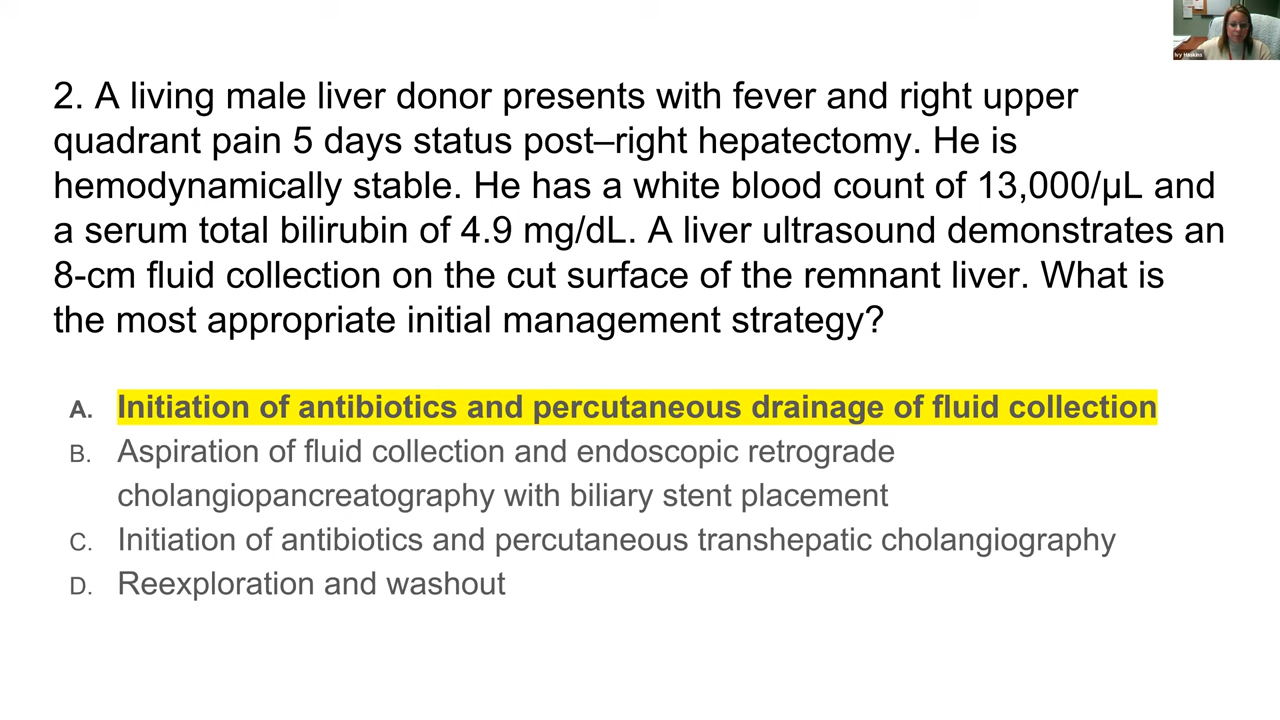 Ivy Haskins
2. A living male liver donor presents with fever and right upper
quadrant pain 5 days status post–right hepatectomy. He is
hemodynamically stable. He has a white blood count of 13,000/µL and
a serum total bilirubin of 4.9 mg/dL. A liver ultrasound demonstrates an
8-cm fluid collection on the cut surface of the remnant liver. What is
the most appropriate initial management strategy?
A. Initiation of antibiotics and percutaneous drainage of fluid collection
B. Aspiration of fluid collection and endoscopic retrograde
cholangiopancreatography with biliary stent placement
C. Initiation of antibiotics and percutaneous transhepatic cholangiography
D. Reexploration and washout